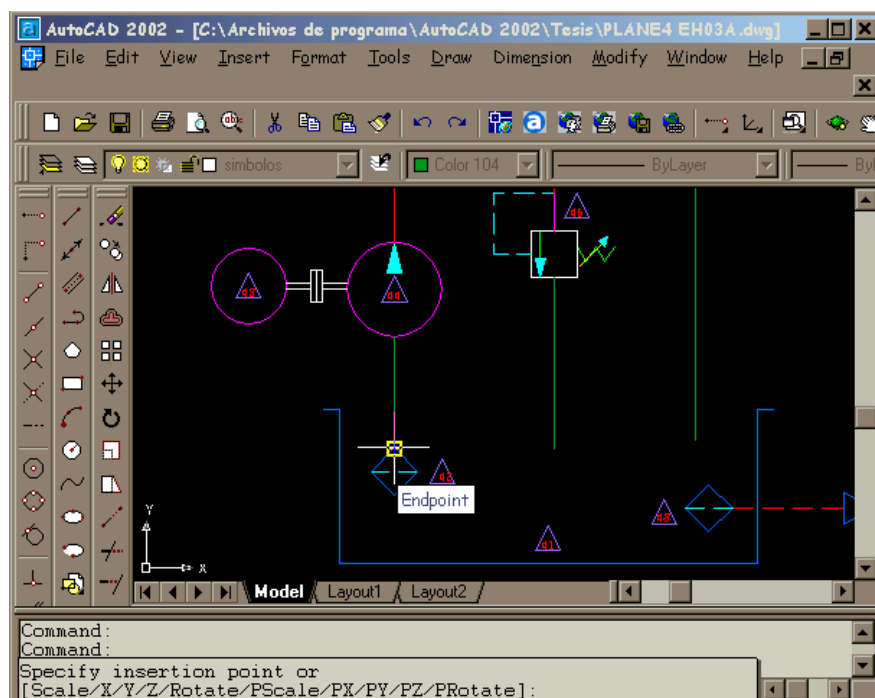 AutoCAD 2002 - [C:\Archivos de programa\AutoCAD 2002\Tesis\PLANE4 EH03A.dwg]
File Edit View Insert Format Tools Draw Dimension Modify Window Help
simbolos Color 104 ByLayer
Endpoint
Y
X
Model Layout1 Layout2
Command:
Command:
Specify insertion point or
[Scale/X/Y/Z/Rotate/PScale/PX/PY/PZ/PRotate]: